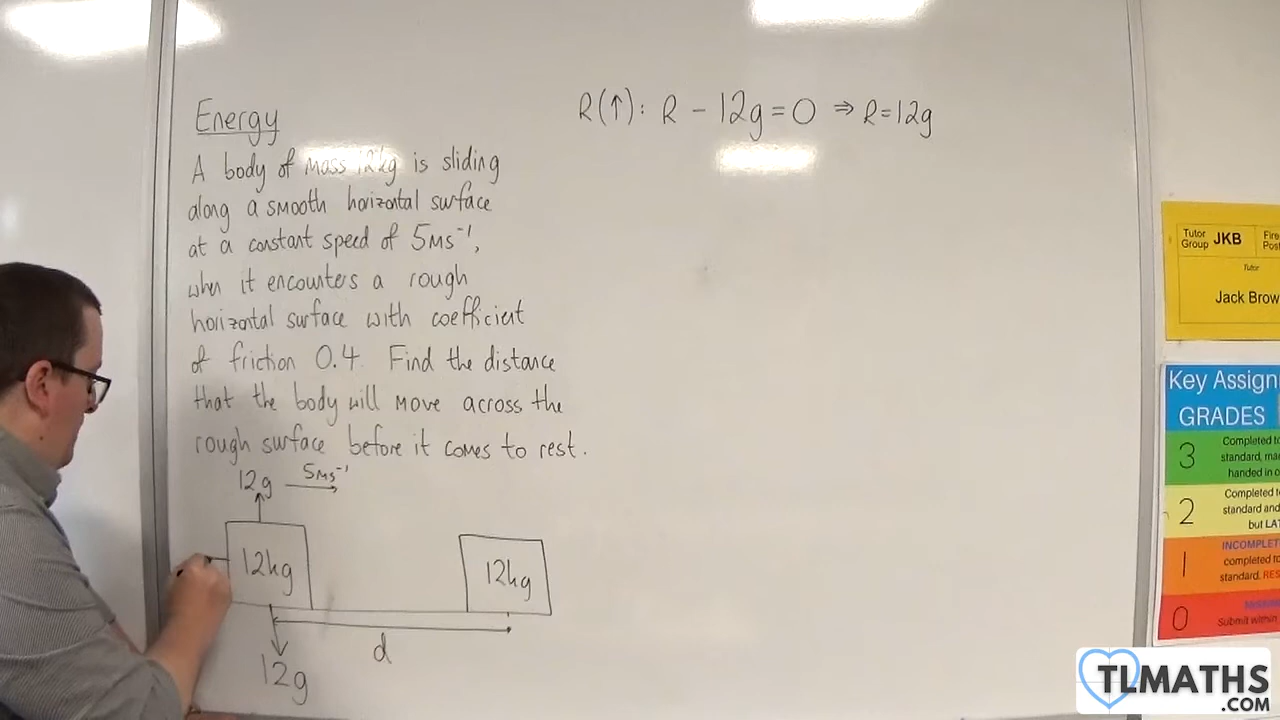 Energy
A body of mass 12kg is sliding
along a smooth horizontal surface
at a constant speed of 5ms⁻¹,
when it encounters a rough
horizontal surface with coefficient
of friction 0.4. Find the distance
that the body will move across the
rough surface before it comes to rest.
12g 5ms⁻¹
12kg
12kg
d
12g
R(↑): R - 12g = 0 ⇒ R = 12g
Tutor
Group JKB
Tutor
Jack Brow
Key Assign
GRADES
3 Completed to
standard,
handed in
2 Completed
standard and
but LAT
1 INCOMPLET
completed to
standard, RES
0
Submit within
TLMATHS
.COM